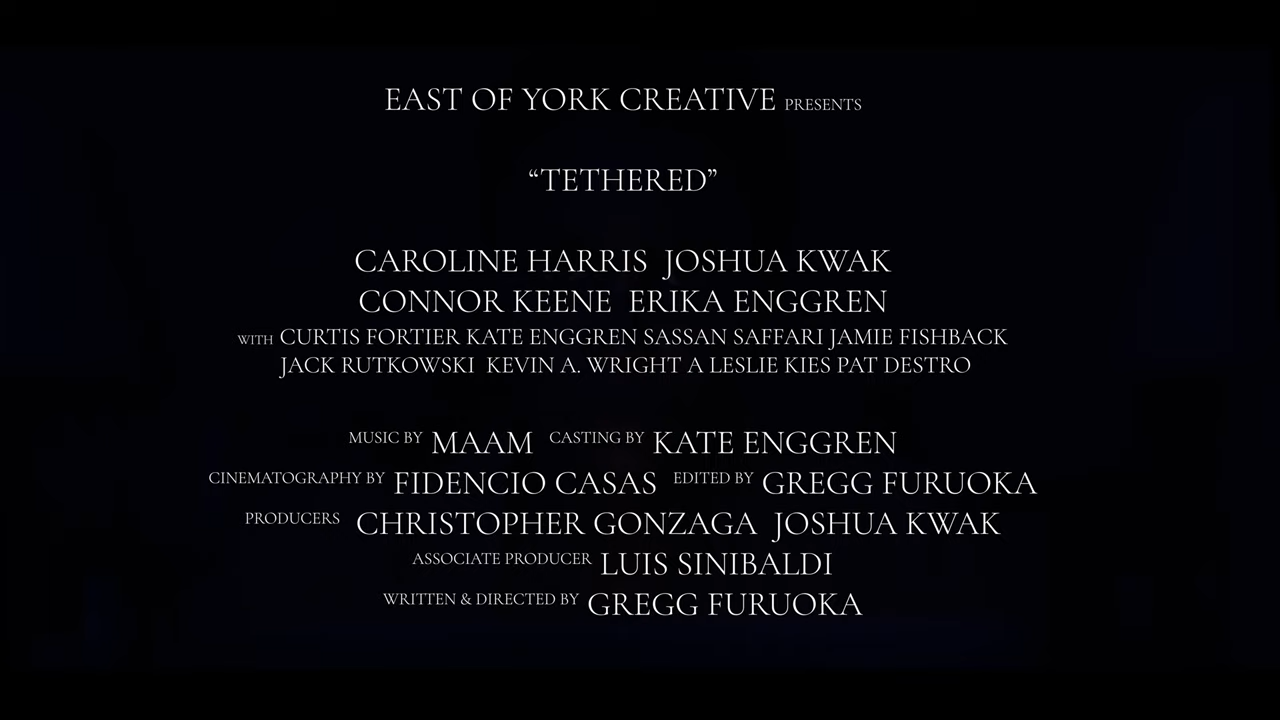 EAST OF YORK CREATIVE PRESENTS
“TETHERED”
CAROLINE HARRIS JOSHUA KWAK
CONNOR KEENE ERIKA ENGGREN
WITH CURTIS FORTIER KATE ENGGREN SASSAN SAFFARI JAMIE FISHBACK
JACK RUTKOWSKI KEVIN A. WRIGHT A LESLIE KIES PAT DESTRO
MUSIC BY MAAM CASTING BY KATE ENGGREN
CINEMATOGRAPHY BY FIDENCIO CASAS EDITED BY GREGG FURUOKA
PRODUCERS CHRISTOPHER GONZAGA JOSHUA KWAK
ASSOCIATE PRODUCER LUIS SINIBALDI
WRITTEN & DIRECTED BY GREGG FURUOKA